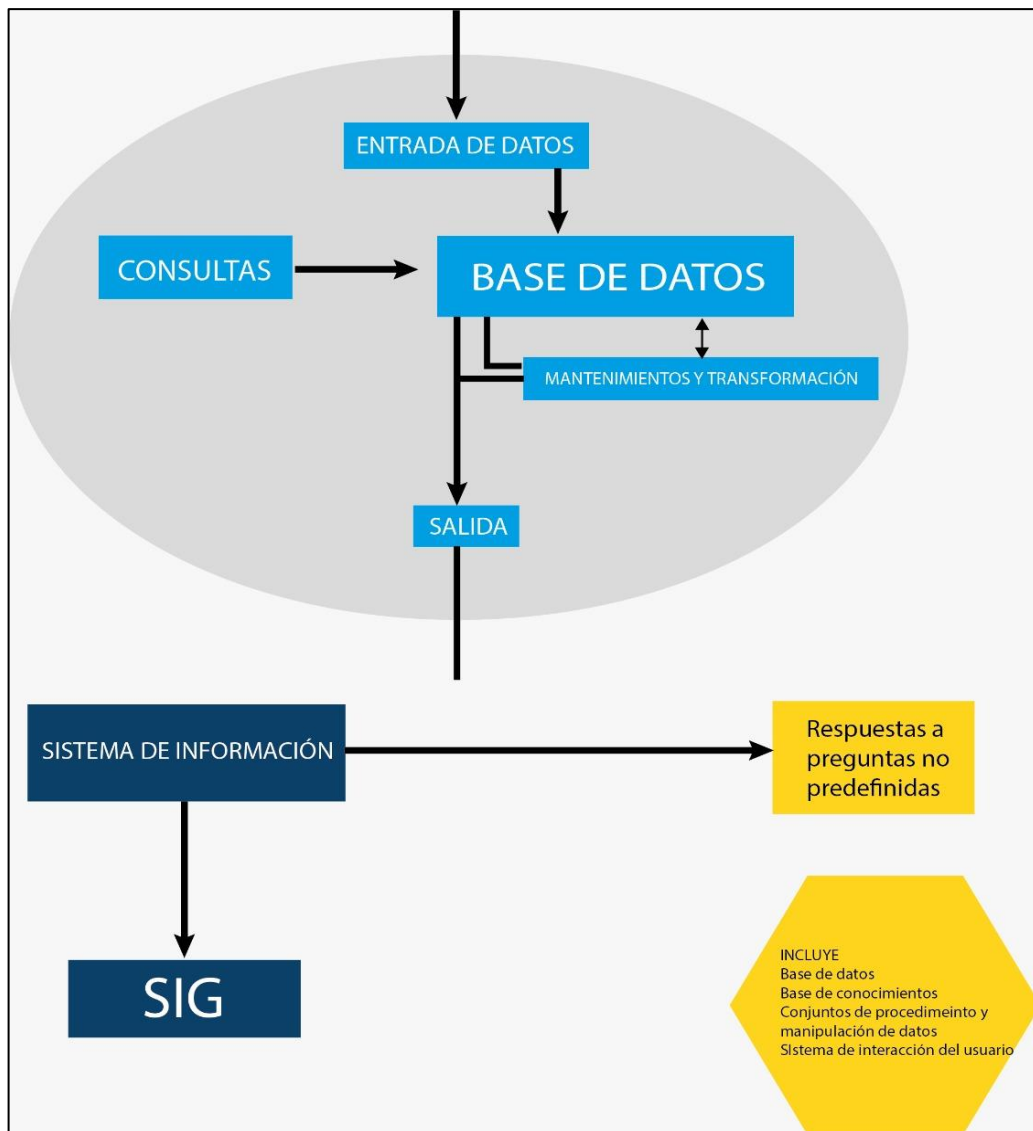 ENTRADA DE DATOS
CONSULTAS
BASE DE DATOS
MANTENIMIENTOS Y TRANSFORMACIÓN
SALIDA
SISTEMA DE INFORMACIÓN
Respuestas a
preguntas no
predefinidas
SIG
INCLUYE
Base de datos
Base de conocimientos
Conjuntos de procedimeinto y
manipulación de datos
SIstema de interacción del usuario